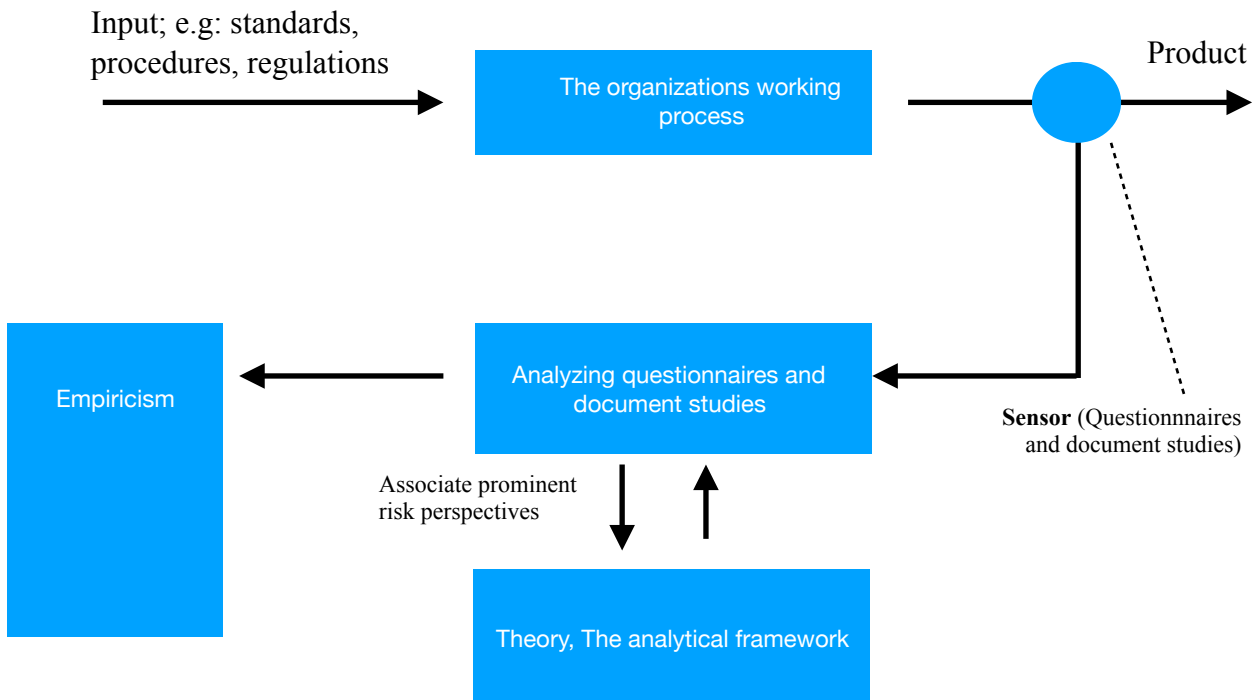 Input; e.g: standards,
procedures, regulations
The organizations working
process
Product
Empiricism
Analyzing questionnaires and
document studies
Sensor (Questionnnaires
and document studies)
Associate prominent
risk perspectives
Theory, The analytical framework